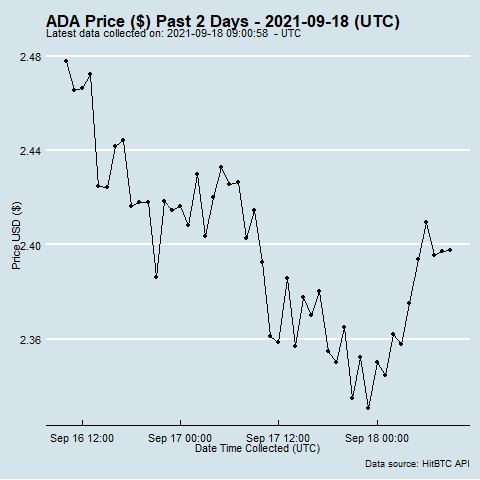 ADA Price ($) Past 2 Days - 2021-09-18 (UTC)
Latest data collected on: 2021-09-18 09:00:58 - UTC
2.48
2.44
2.40
2.36
Price USD ($)
Sep 16 12:00 Sep 17 00:00 Sep 17 12:00 Sep 18 00:00
Date Time Collected (UTC)
Data source: HitBTC API